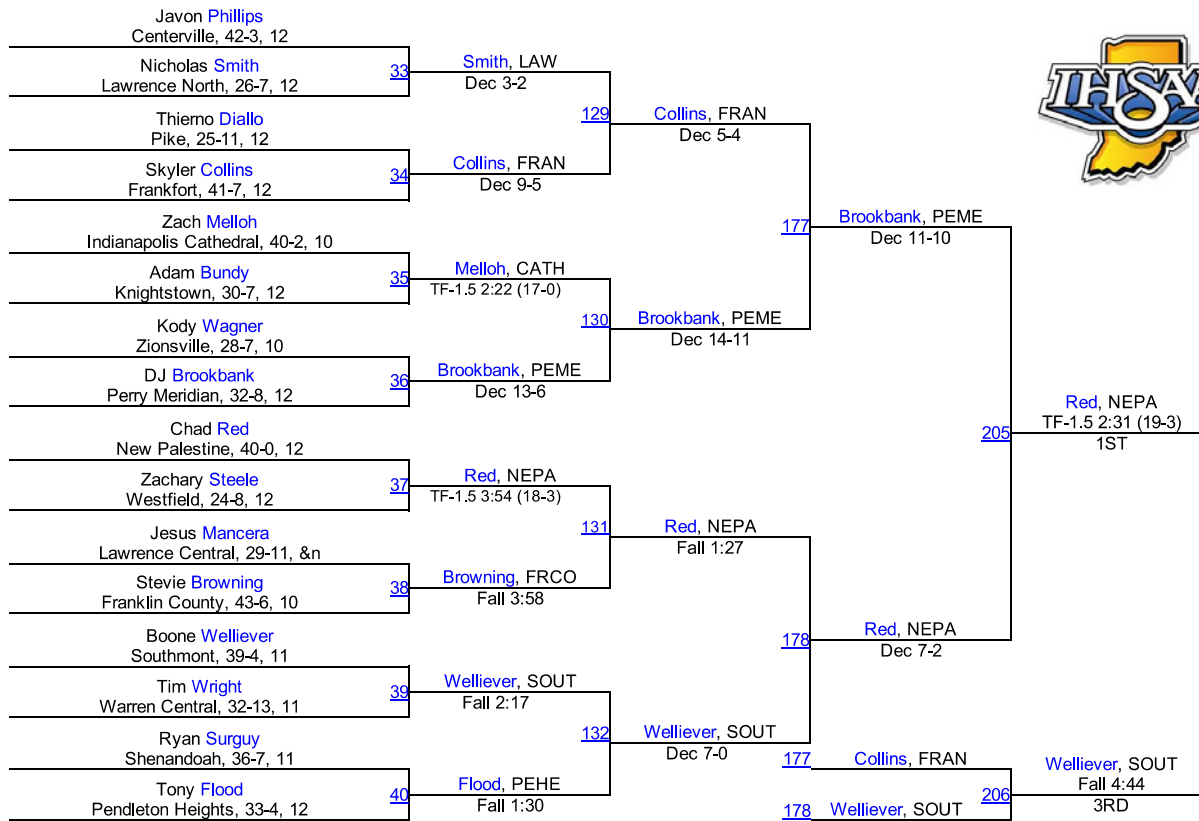 Javon Phillips
Centerville, 42-3, 12
Nicholas Smith
Lawrence North, 26-7, 12
33
Smith, LAW
Dec 3-2
Thierno Diallo
Pike, 25-11, 12
Skyler Collins
Frankfort, 41-7, 12
34
Collins, FRAN
Dec 9-5
129
Collins, FRAN
Dec 5-4
Zach Melloh
Indianapolis Cathedral, 40-2, 10
Adam Bundy
Knightstown, 30-7, 12
35
Melloh, CATH
TF-1.5 2:22 (17-0)
Kody Wagner
Zionsville, 28-7, 10
DJ Brookbank
Perry Meridian, 32-8, 12
36
Brookbank, PEME
Dec 13-6
130
Brookbank, PEME
Dec 14-11
177
Brookbank, PEME
Dec 11-10
Chad Red
New Palestine, 40-0, 12
Zachary Steele
Westfield, 24-8, 12
37
Red, NEPA
TF-1.5 3:54 (18-3)
Jesus Mancera
Lawrence Central, 29-11, &n
Stevie Browning
Franklin County, 43-6, 10
38
Browning, FRCO
Fall 3:58
131
Red, NEPA
Fall 1:27
Boone Welliever
Southmont, 39-4, 11
Tim Wright
Warren Central, 32-13, 11
39
Welliever, SOUT
Fall 2:17
Ryan Surguy
Shenandoah, 36-7, 11
Tony Flood
Pendleton Heights, 33-4, 12
40
Flood, PEHE
Fall 1:30
132
Welliever, SOUT
Dec 7-0
178
Red, NEPA
Dec 7-2
205
Red, NEPA
TF-1.5 2:31 (19-3)
1ST
177
Collins, FRAN
178
Welliever, SOUT
206
Welliever, SOUT
Fall 4:44
3RD
IHSAA